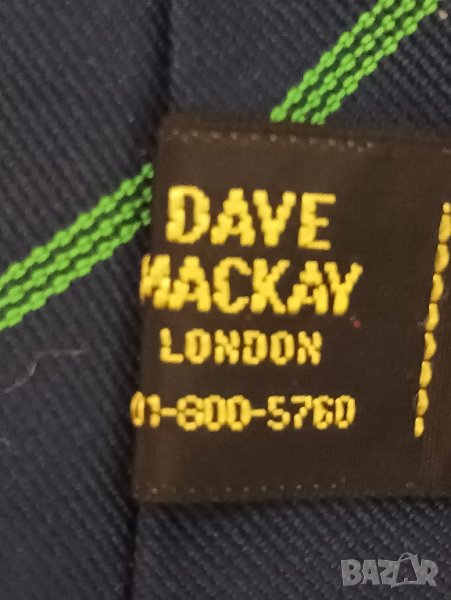 DAVE
MACKAY
LONDON
01-800-5760
BAZAR